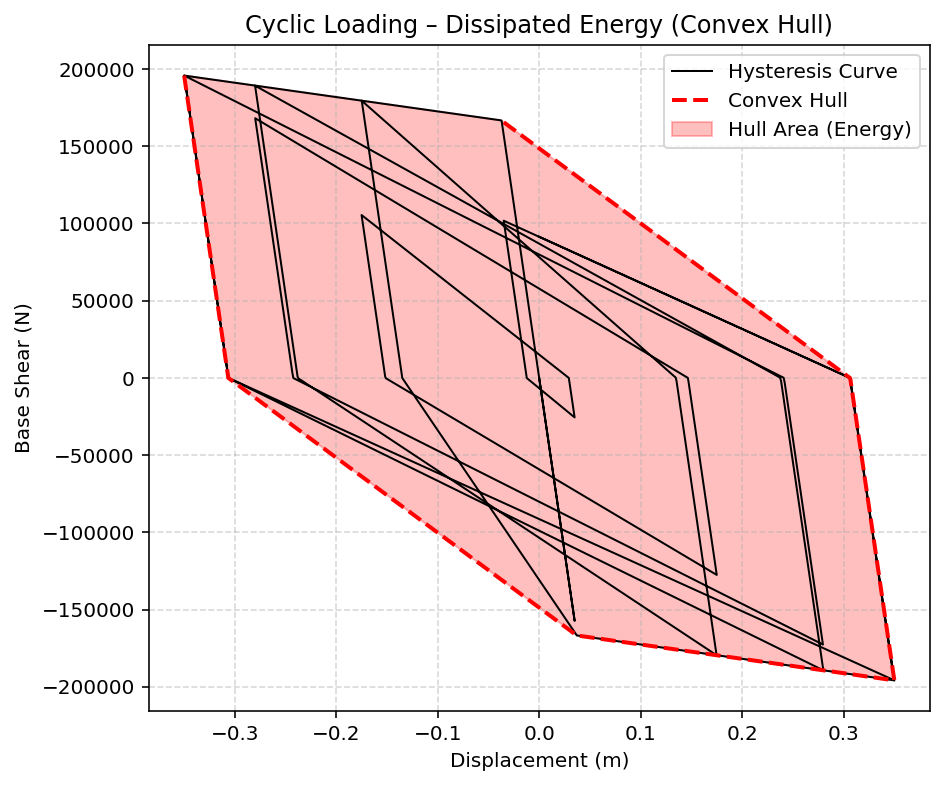 Cyclic Loading – Dissipated Energy (Convex Hull)
Hysteresis Curve
Convex Hull
Hull Area (Energy)
200000
150000
100000
50000
0
−50000
−100000
−150000
−200000
Base Shear (N)
−0.3 −0.2 −0.1 0.0 0.1 0.2 0.3
Displacement (m)